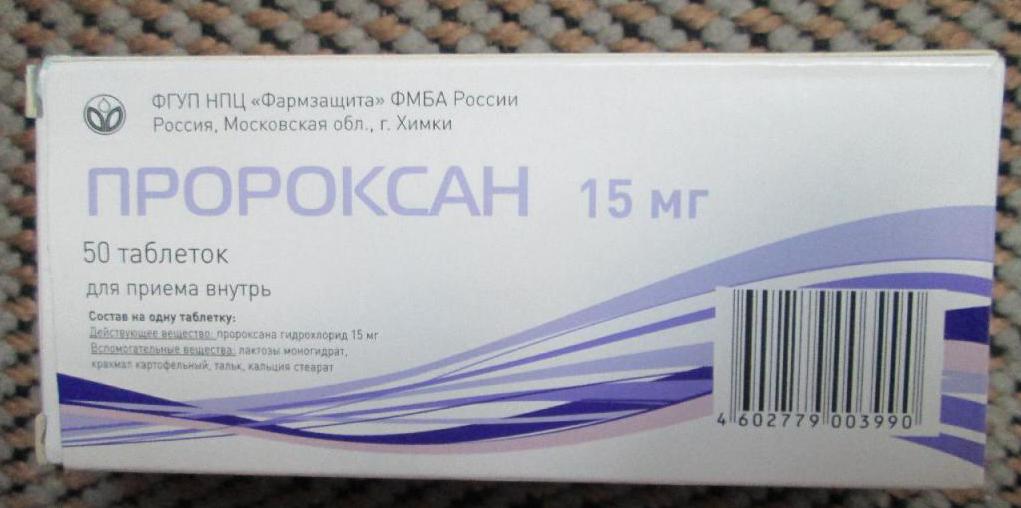 ФГУП НПЦ «Фармзащита» ФМБА России
Россия, Московская обл., г. Химки
ПРОРОКСАН 15 мг
50 таблеток
для приема внутрь
Состав на одну таблетку:
Действующее вещество: пророксана гидрохлорид 15 мг
Вспомогательные вещества: лактозы моногидрат,
крахмал картофельный, тальк, кальция стеарат
4 602779 003990